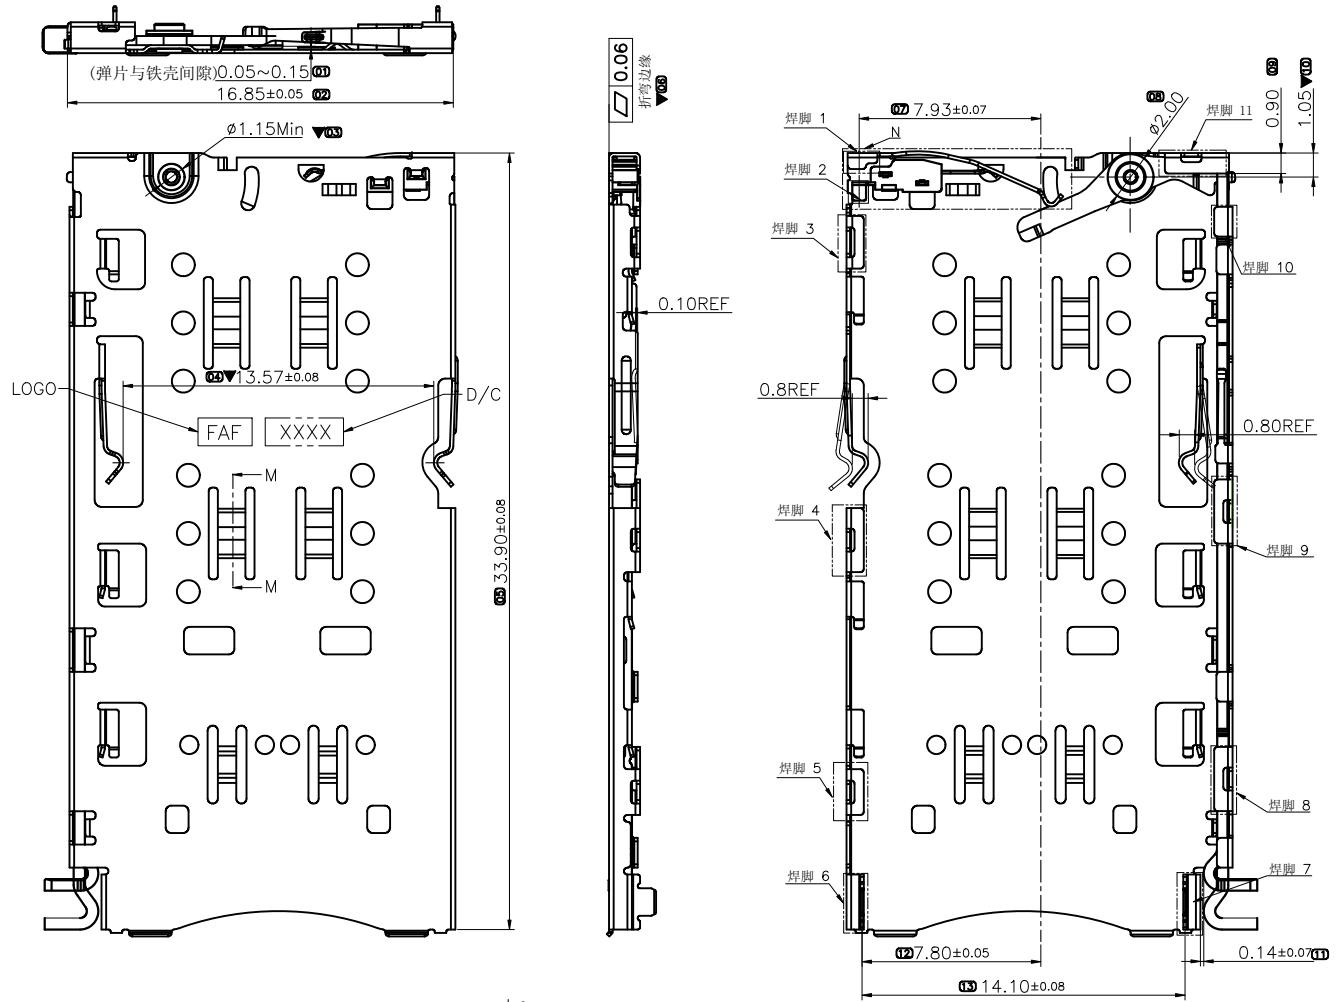 (弹片与铁壳间隙)0.05~0.15 01
16.85±0.05 02
ø1.15Min ▼03
04▼13.57±0.08
LOGO
D/C
FAF
XXXX
M
M
05 33.90±0.08
0.06
折弯边缘
▼06
0.10REF
07 7.93±0.07
焊脚 1
N
焊脚 2
焊脚 3
08
ø2.00
焊脚 11
09
0.90
▼10
1.05
焊脚 10
0.8REF
0.80REF
焊脚 4
焊脚 9
焊脚 5
焊脚 8
焊脚 6
焊脚 7
12 7.80±0.05
0.14±0.07 11
13 14.10±0.08